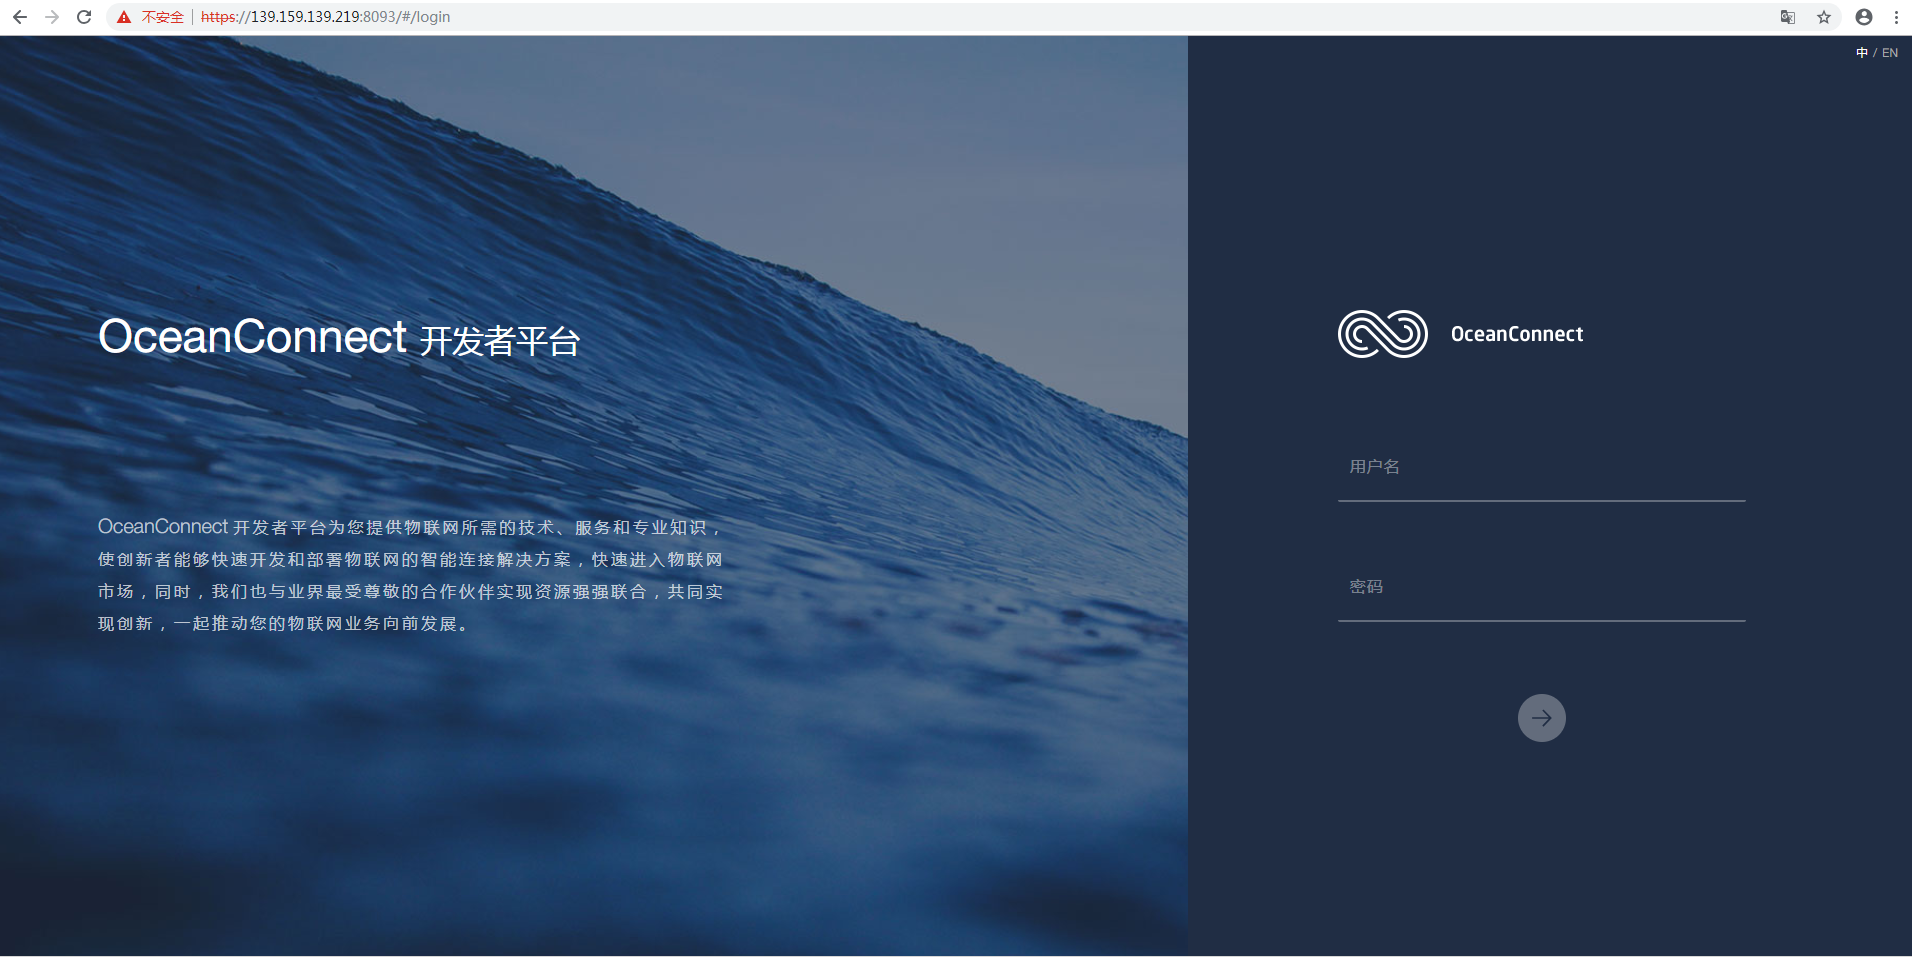 不安全 https://139.159.139.219:8093/#/login
中 / EN
OceanConnect 开发者平台
OceanConnect 开发者平台为您提供物联网所需的技术、服务和专业知识，
使创新者能够快速开发和部署物联网的智能连接解决方案，快速进入物联网
市场，同时，我们也与业界最受尊敬的合作伙伴实现资源强强联合，共同实
现创新，一起推动您的物联网业务向前发展。
OceanConnect
用户名
密码